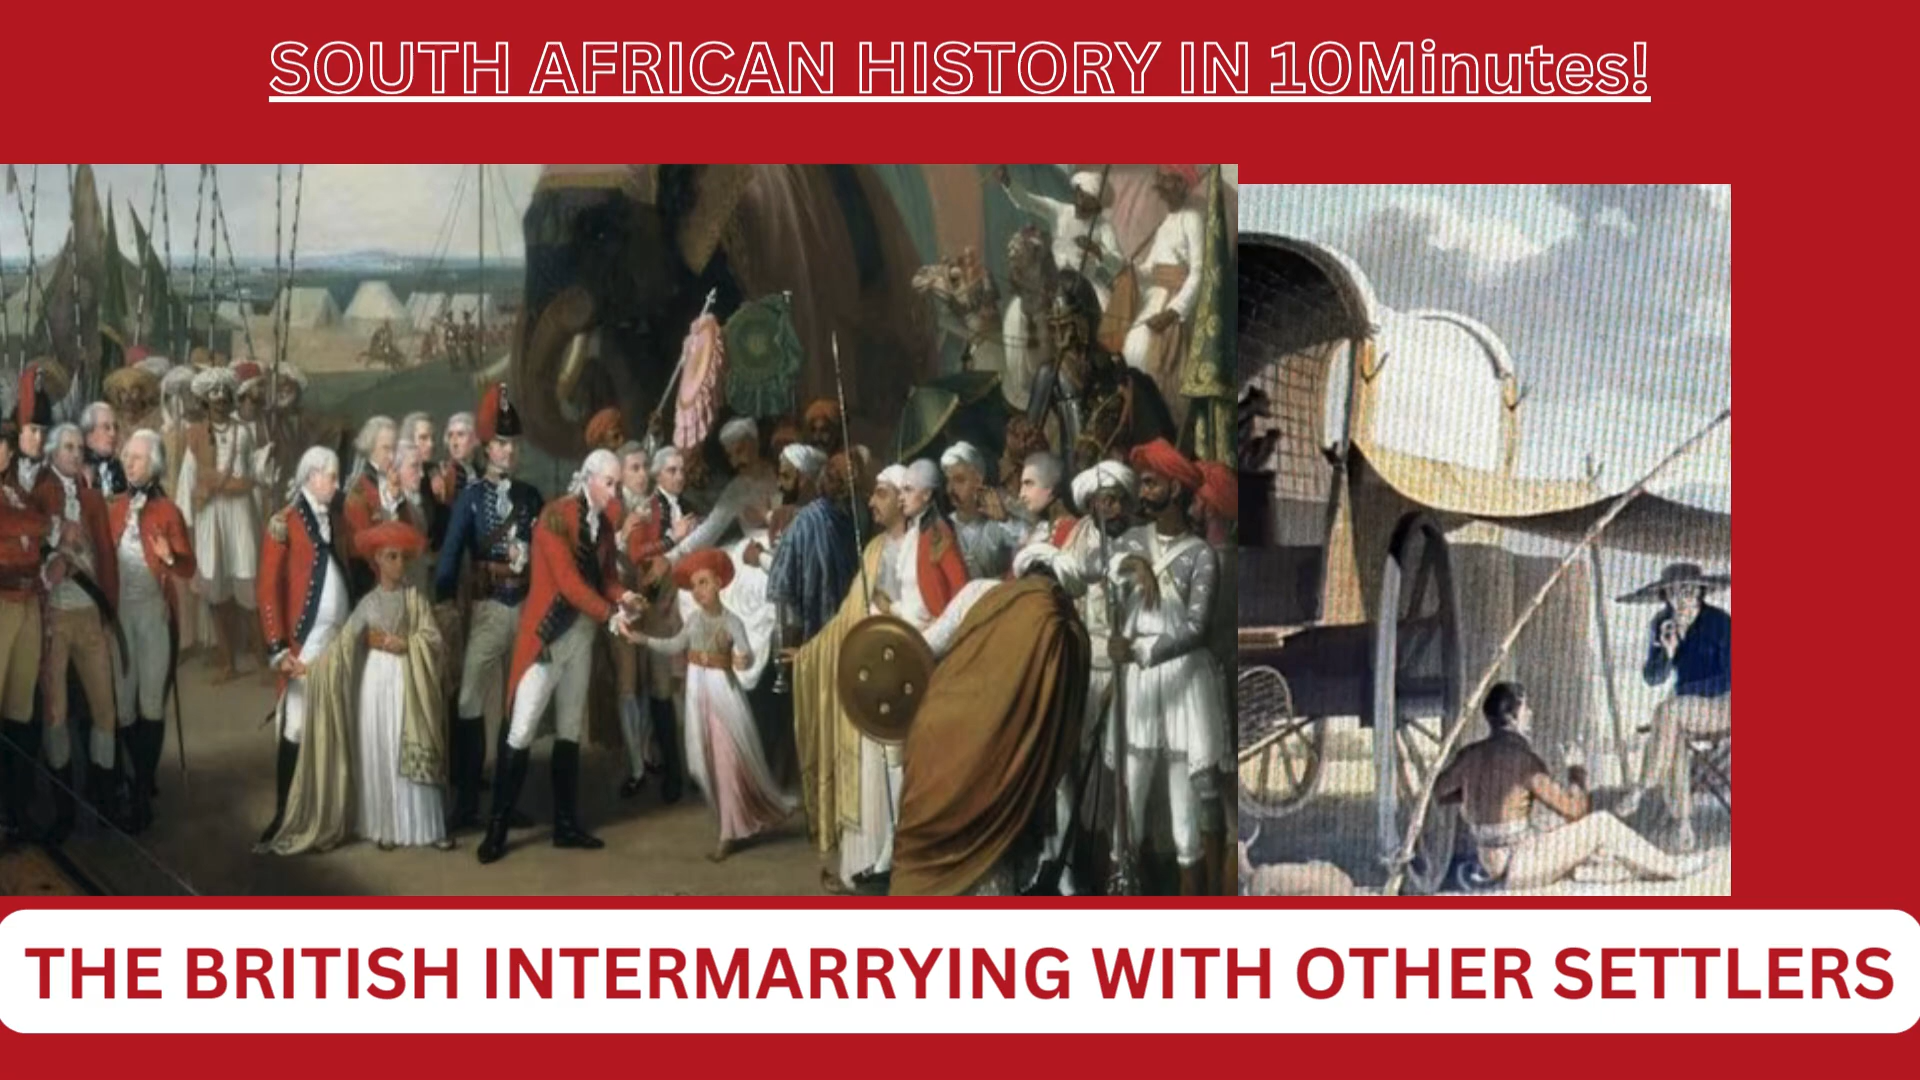 SOUTH AFRICAN HISTORY IN 10Minutes!
THE BRITISH INTERMARRYING WITH OTHER SETTLERS